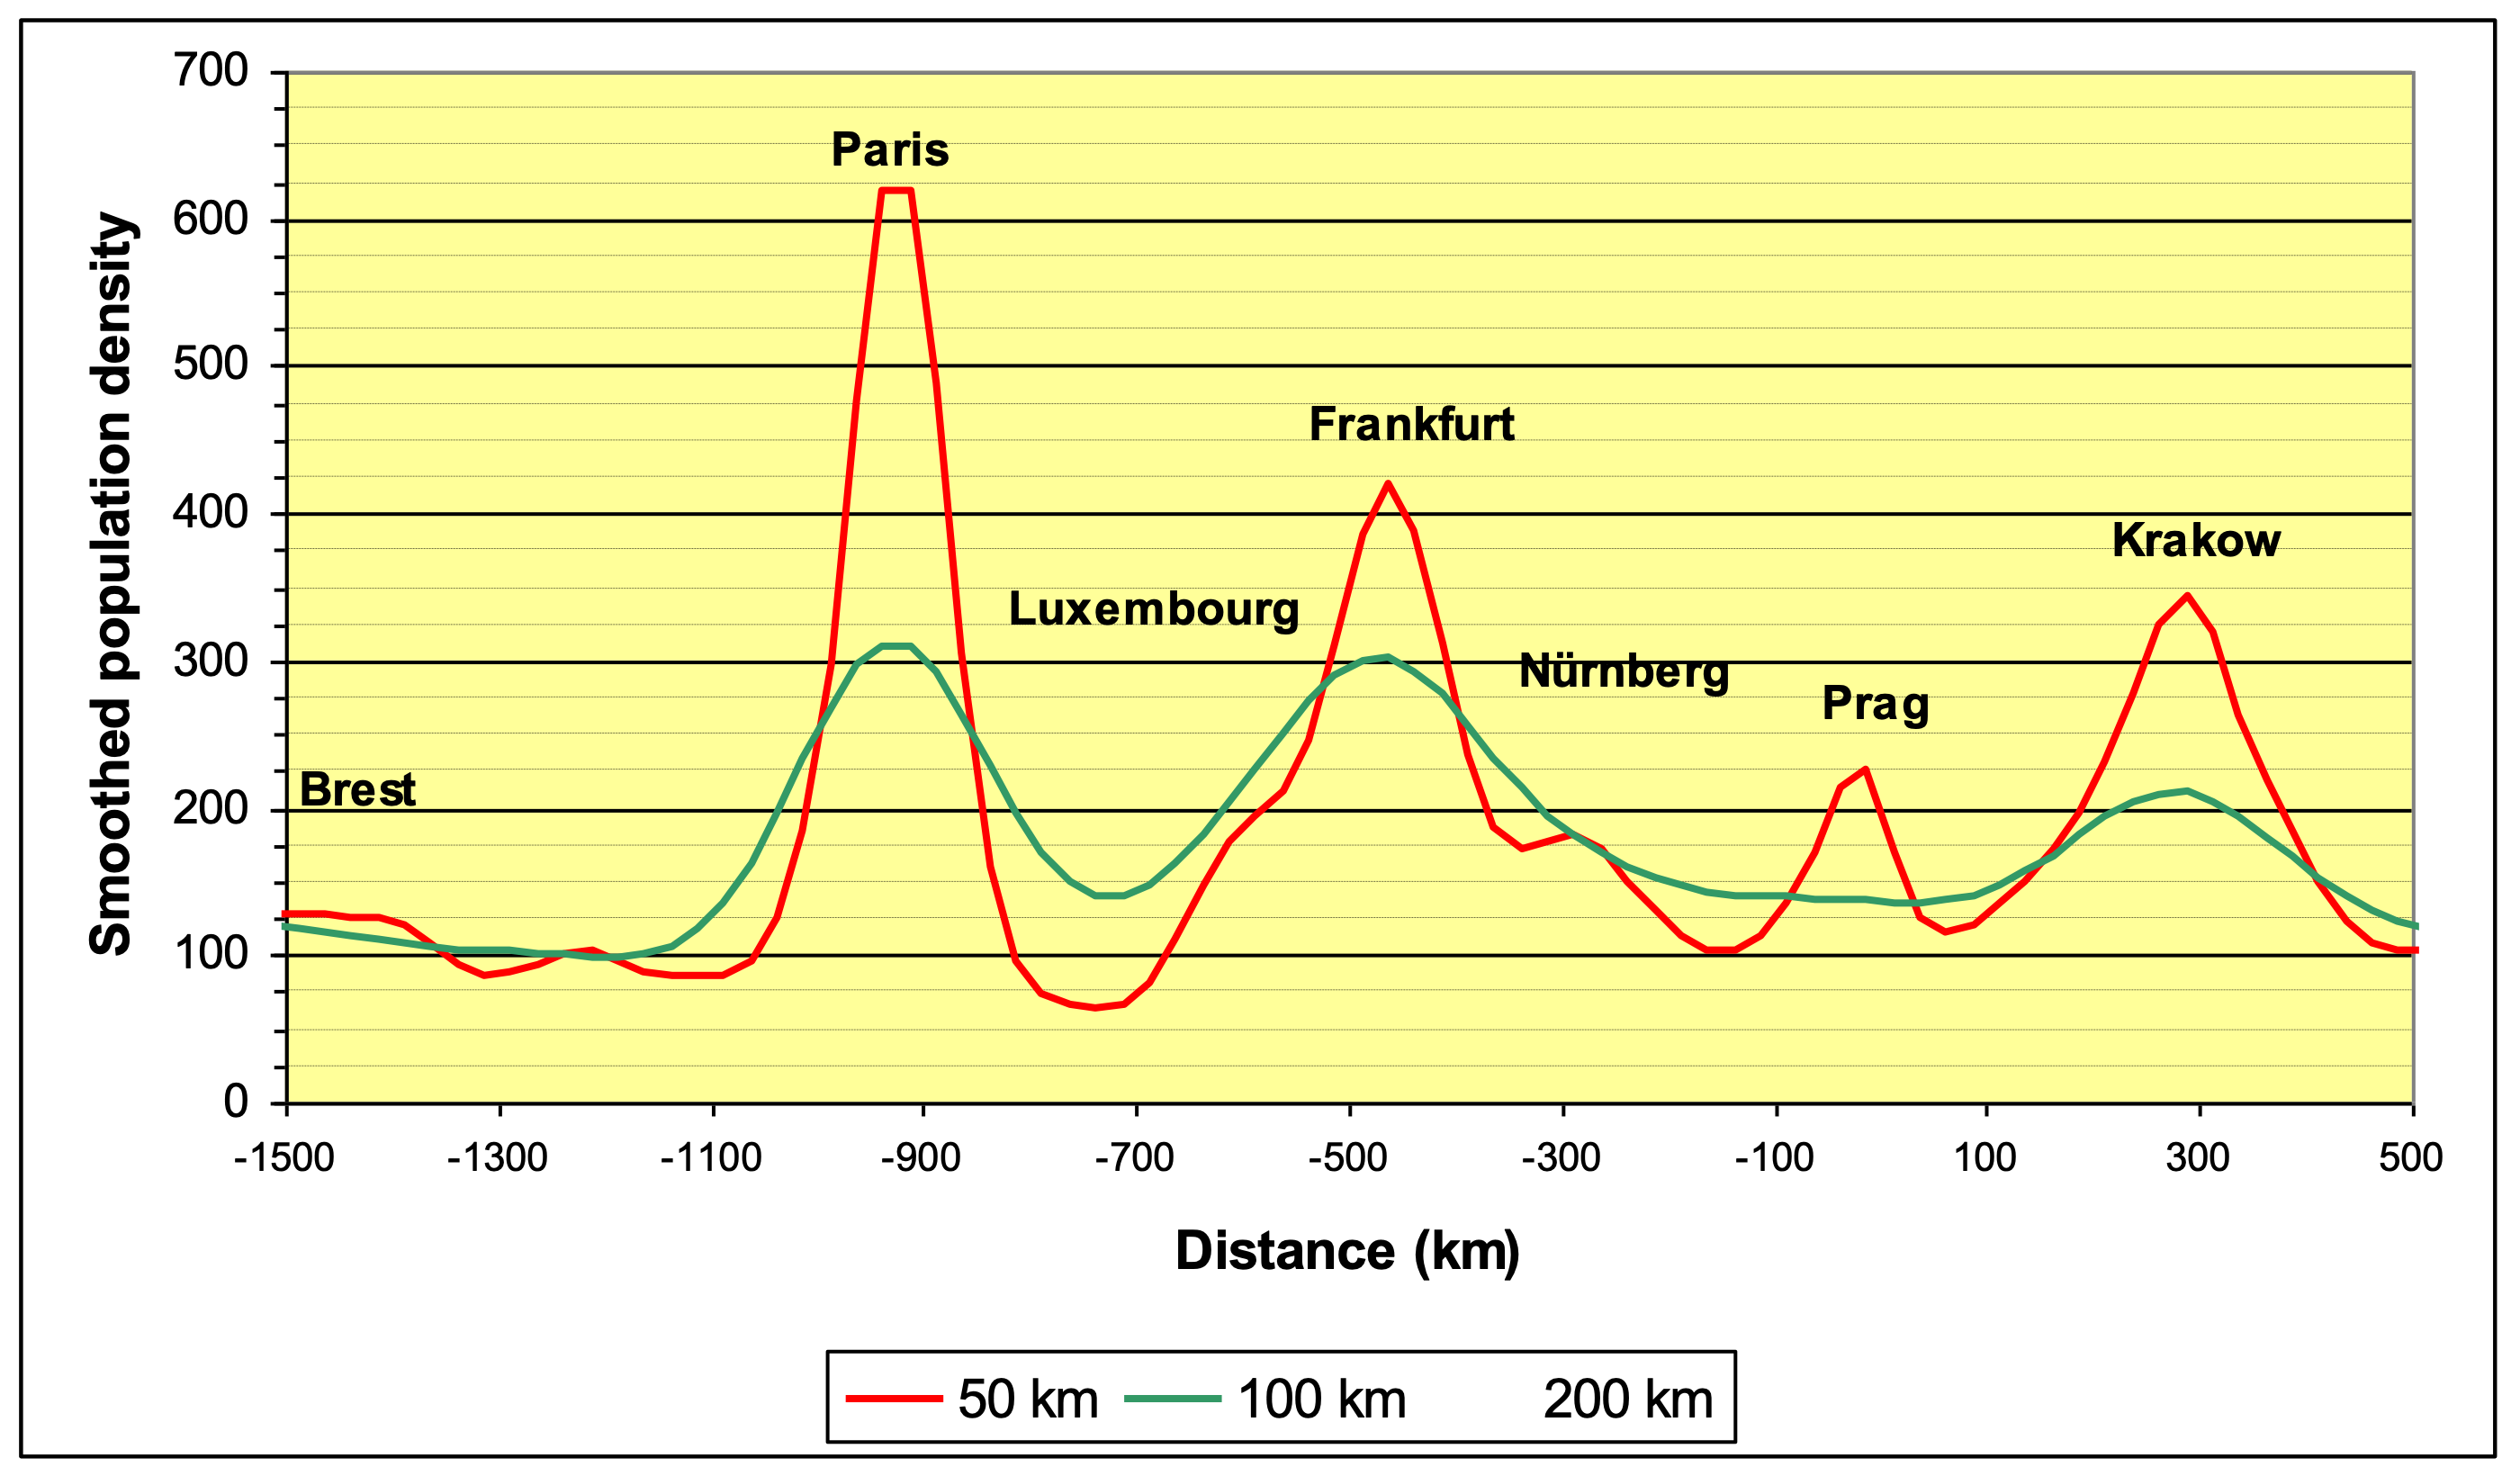 Smoothed population density
700
600
500
400
300
200
100
0
Paris
Frankfurt
Krakow
Luxembourg
Nürnberg
Prag
Brest
-1500 -1300 -1100 -900 -700 -500 -300 -100 100 300 500
Distance (km)
50 km 100 km 200 km